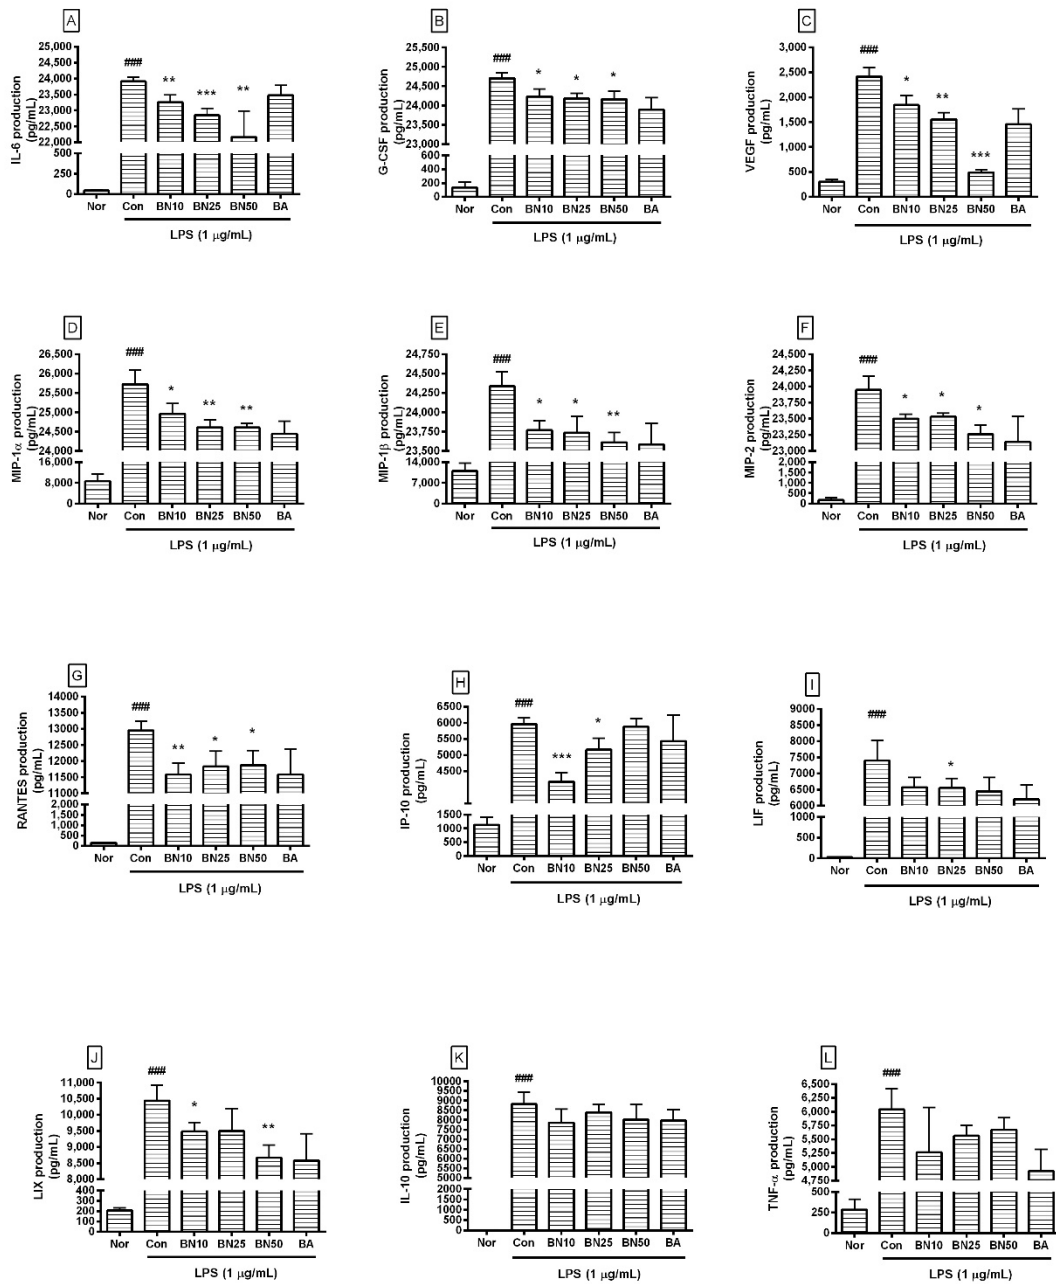 A
IL-6 production
(pg/mL)
25,000
24,500
24,000
23,500
23,000
22,500
22,000
500
250
0
###
**
***
**
Nor Con BN10 BN25 BN50 BA
LPS (1 μg/mL)
B
G-CSF production
(pg/mL)
25,500
25,000
24,500
24,000
23,500
23,000
600
400
200
0
###
*
*
*
Nor Con BN10 BN25 BN50 BA
LPS (1 μg/mL)
C
VEGF production
(pg/mL)
3,000
2,500
2,000
1,500
1,000
500
0
###
*
**
***
Nor Con BN10 BN25 BN50 BA
LPS (1 μg/mL)
D
MIP-1α production
(pg/mL)
26,500
26,000
25,500
25,000
24,500
24,000
16,000
8,000
0
###
*
**
**
Nor Con BN10 BN25 BN50 BA
LPS (1 μg/mL)
E
MIP-1β production
(pg/mL)
24,750
24,500
24,250
24,000
23,750
23,500
14,000
7,000
0
###
*
*
**
Nor Con BN10 BN25 BN50 BA
LPS (1 μg/mL)
F
MIP-2 production
(pg/mL)
24,500
24,250
24,000
23,750
23,500
23,250
23,000
2,000
1,500
1,000
500
0
###
*
*
*
Nor Con BN10 BN25 BN50 BA
LPS (1 μg/mL)
G
RANTES production
(pg/mL)
14000
13500
13000
12500
12000
11500
11000
2,000
1,500
1,000
500
0
###
**
*
*
Nor Con BN10 BN25 BN50 BA
LPS (1 μg/mL)
H
IP-10 production
(pg/mL)
6500
6000
5500
5000
4500
1500
1000
500
0
###
***
*
Nor Con BN10 BN25 BN50 BA
LPS (1 μg/mL)
I
LIF production
(pg/mL)
9000
8500
8000
7500
7000
6500
6000
1000
500
0
###
*
Nor Con BN10 BN25 BN50 BA
LPS (1 μg/mL)
J
LIX production
(pg/mL)
11,000
10,500
10,000
9,500
9,000
8,500
8,000
400
300
200
100
0
###
*
**
Nor Con BN10 BN25 BN50 BA
LPS (1 μg/mL)
K
IL-10 production
(pg/mL)
10000
9500
9000
8500
8000
7500
7000
6500
6000
5500
5000
2000
1500
1000
500
0
###
Nor Con BN10 BN25 BN50 BA
LPS (1 μg/mL)
L
TNF-α production
(pg/mL)
6,500
6,250
6,000
5,750
5,500
5,250
5,000
4,750
500
250
0
###
Nor Con BN10 BN25 BN50 BA
LPS (1 μg/mL)